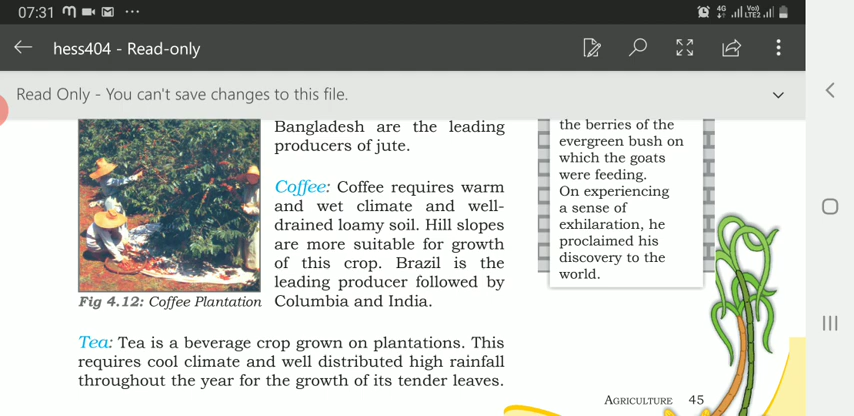 07:31
4G Vo))
LTE2
hess404 - Read-only
Read Only - You can't save changes to this file.
Bangladesh are the leading
producers of jute.
Coffee: Coffee requires warm
and wet climate and well-
drained loamy soil. Hill slopes
are more suitable for growth
of this crop. Brazil is the
leading producer followed by
Columbia and India.
Fig 4.12: Coffee Plantation
the berries of the
evergreen bush on
which the goats
were feeding.
On experiencing
a sense of
exhilaration, he
proclaimed his
discovery to the
world.
Tea: Tea is a beverage crop grown on plantations. This
requires cool climate and well distributed high rainfall
throughout the year for the growth of its tender leaves.
AGRICULTURE 45